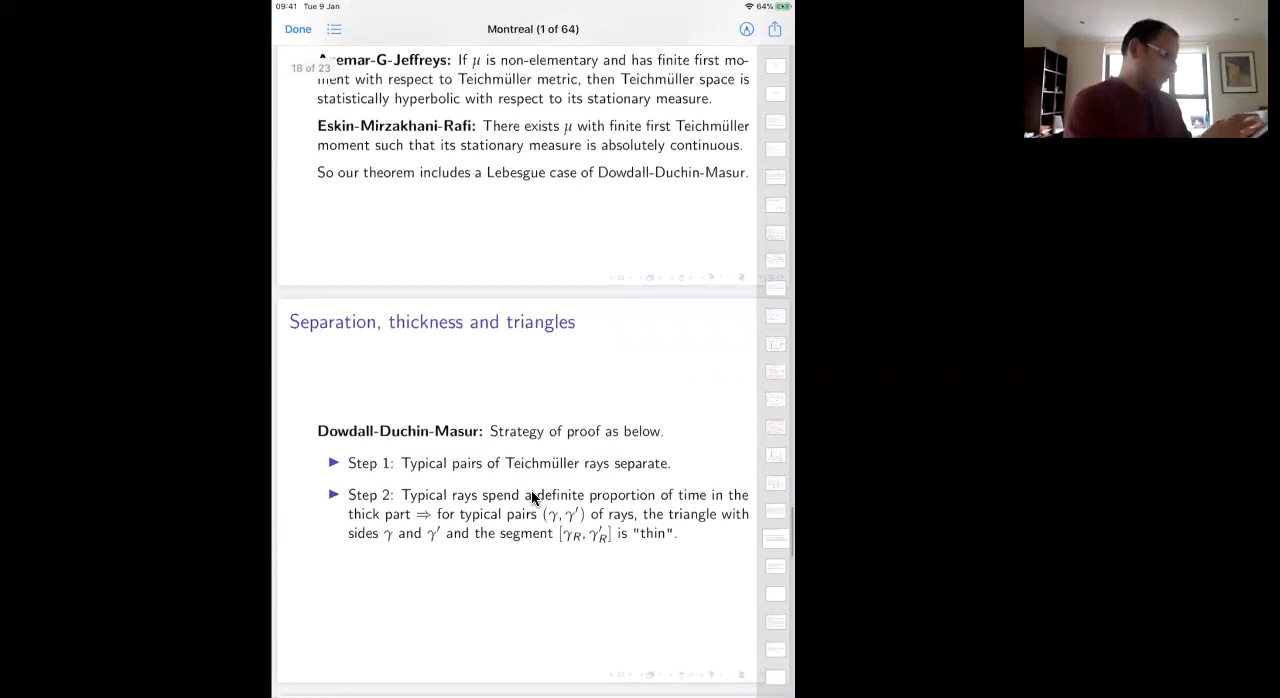 09:41 Tue 9 Jan
64%
Done
Montreal (1 of 64)
18 of 23
If μ is non-elementary and has finite first mo-
ment with respect to Teichmüller metric, then Teichmüller space is
statistically hyperbolic with respect to its stationary measure.
Eskin-Mirzakhani-Rafi: There exists μ with finite first Teichmüller
moment such that its stationary measure is absolutely continuous.
So our theorem includes a Lebesgue case of Dowdall-Duchin-Masur.
Separation, thickness and triangles
Dowdall-Duchin-Masur: Strategy of proof as below.
▶ Step 1: Typical pairs of Teichmüller rays separate.
▶ Step 2: Typical rays spend a definite proportion of time in the
thick part ⇒ for typical pairs (γ, γ′) of rays, the triangle with
sides γ and γ′ and the segment [γ_R, γ′_R] is "thin".